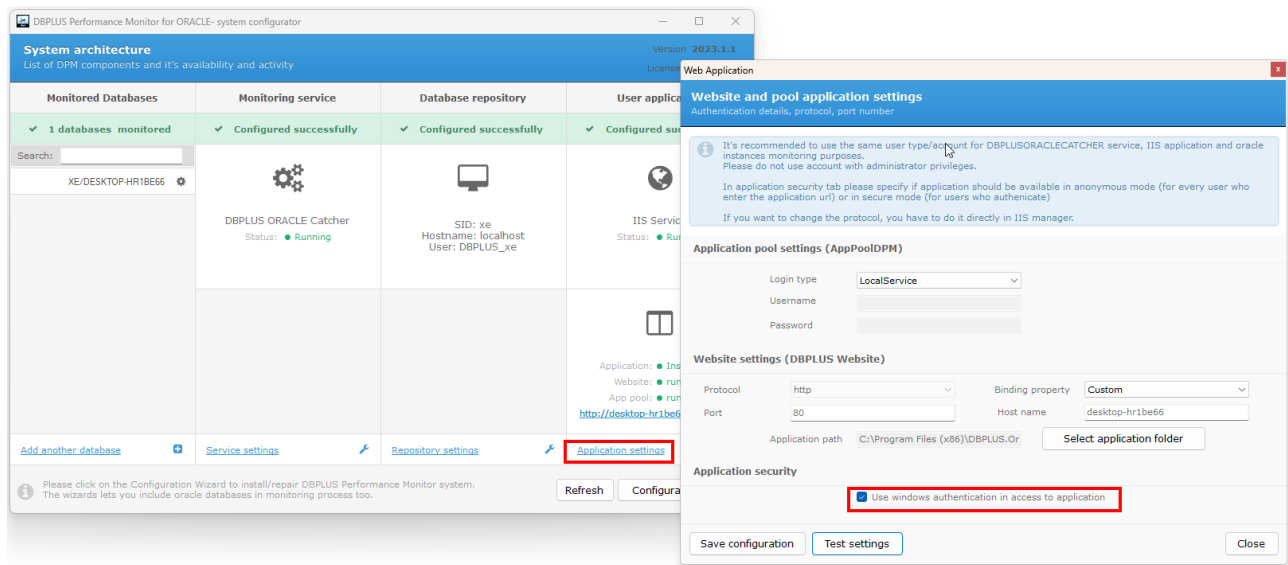 DBPLUS Performance Monitor for ORACLE- system configurator
System architecture
List of DPM components and it's availability and activity
Version 2023.1.1
License
Monitored Databases
Monitoring service
Database repository
User applica
1 databases monitored
Configured successfully
Configured successfully
Configured suc
Search:
XE/DESKTOP-HR1BE66
DBPLUS ORACLE Catcher
Status: Running
SID: xe
Hostname: localhost
User: DBPLUS_xe
IIS Servic
Status: Ru
Application: Ins
Website: run
App pool: run
http://desktop-hr1be6
Add another database
Service settings
Repository settings
Application settings
Please click on the Configuration Wizard to install/repair DBPLUS Performance Monitor system.
The wizards lets you include oracle databases in monitoring process too.
Refresh
Configura
Web Application
x
Website and pool application settings
Authentication details, protocol, port number
It's recommended to use the same user type/account for DBPLUSORACLECATCHER service, IIS application and oracle
instances monitoring purposes.
Please do not use account with administrator privileges.
In application security tab please specify if application should be available in anonymous mode (for every user who
enter the application url) or in secure mode (for users who authenicate)
If you want to change the protocol, you have to do it directly in IIS manager.
Application pool settings (AppPoolDPM)
Login type LocalService
Username
Password
Website settings (DBPLUS Website)
Protocol http Binding property Custom
Port 80 Host name desktop-hr1be66
Application path C:\Program Files (x86)\DBPLUS.Or Select application folder
Application security
Use windows authentication in access to application
Save configuration Test settings Close